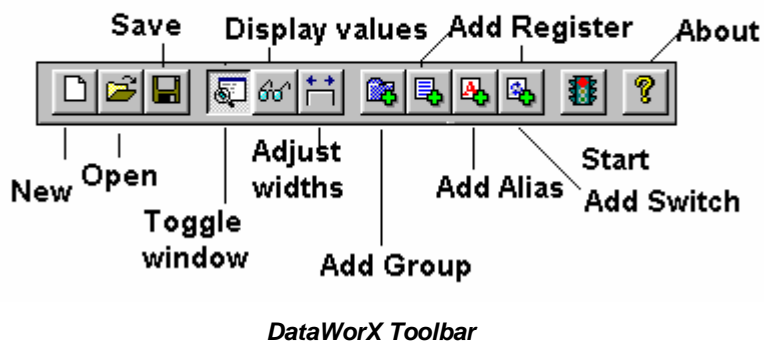 Save
Display values
Add Register
About
New
Open
Toggle
window
Adjust
widths
Add Group
Add Alias
Start
Add Switch
DataWorX Toolbar